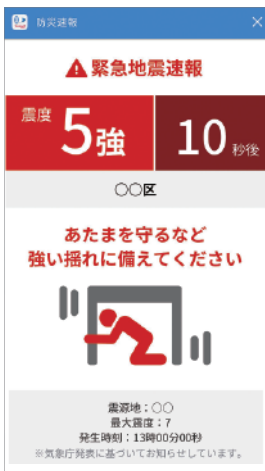 防災速報
緊急地震速報
震度 5強 10 秒後
〇〇区
あたまを守るなど
強い揺れに備えてください
震源地：〇〇
最大震度：7
発生時刻：13時00分00秒
※気象庁発表に基づいてお知らせしています。